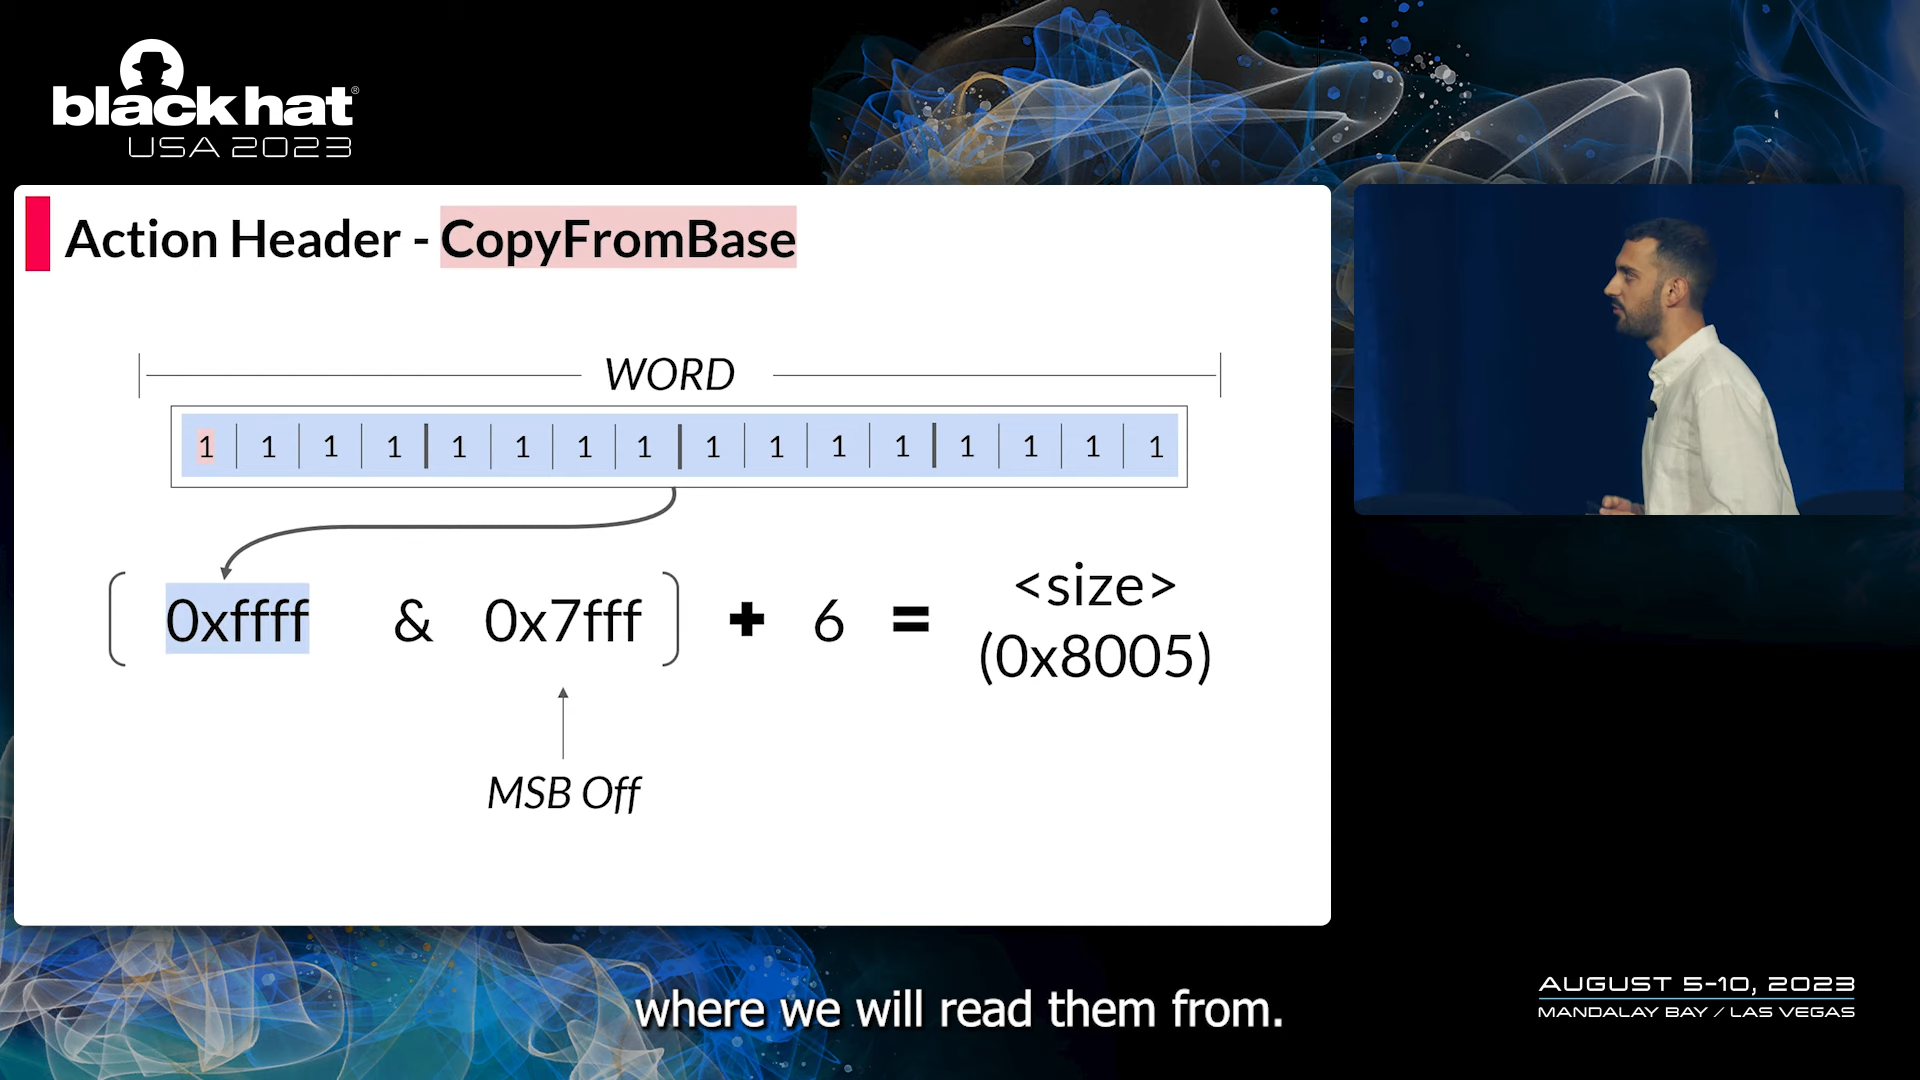 black hat®
USA 2023
Action Header - CopyFromBase
WORD
1 1 1 1 1 1 1 1 1 1 1 1 1 1 1 1
0xffff & 0x7fff + 6 = <size>
(0x8005)
MSB Off
where we will read them from.
AUGUST 5-10, 2023
MANDALAY BAY / LAS VEGAS